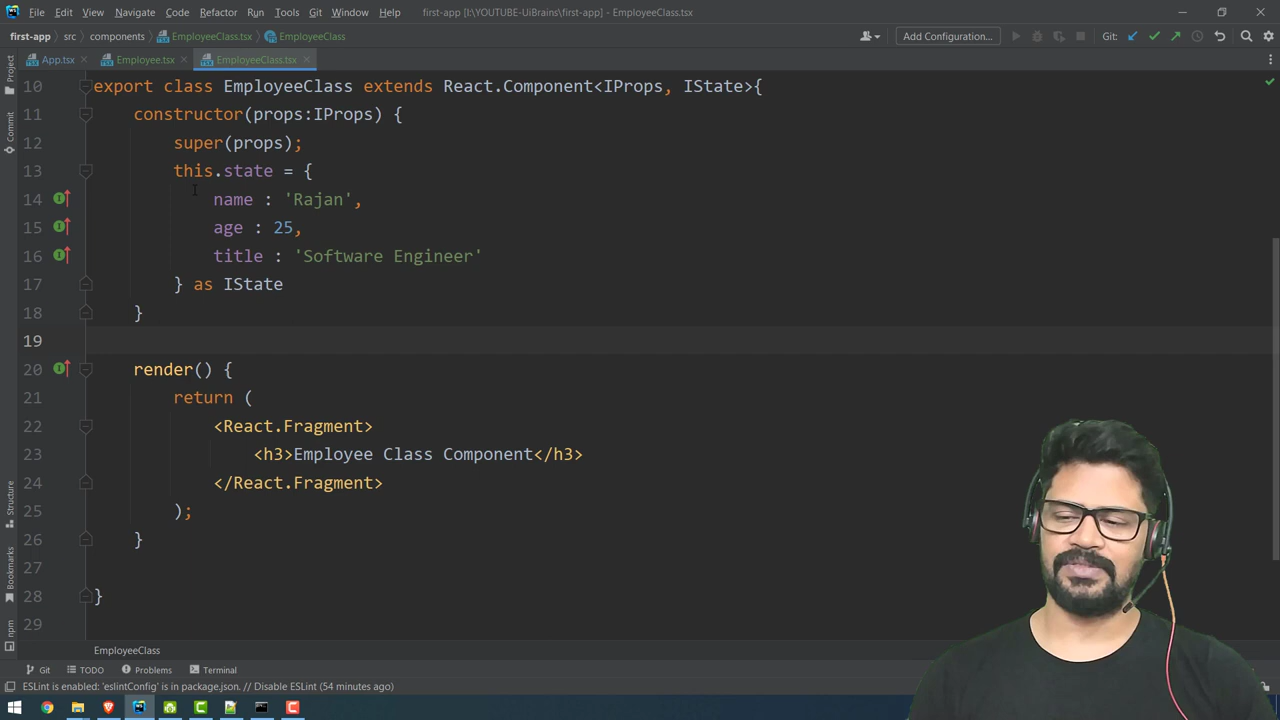 File Edit View Navigate Code Refactor Run Tools Git Window Help first-app [I:\YOUTUBE-UiBrains\first-app] - EmployeeClass.tsx
first-app src components EmployeeClass.tsx EmployeeClass Add Configuration... Git:
App.tsx Employee.tsx EmployeeClass.tsx
Project
Commit
10 export class EmployeeClass extends React.Component<IProps, IState>{
11 constructor(props:IProps) {
12 super(props);
13 this.state = {
14 name : 'Rajan',
15 age : 25,
16 title : 'Software Engineer'
17 } as IState
18 }
19
20 render() {
21 return (
22 <React.Fragment>
23 <h3>Employee Class Component</h3>
24 </React.Fragment>
25 );
26 }
27
28 }
29
Structure
Bookmarks
npm
EmployeeClass
Git TODO Problems Terminal
ESLint is enabled: 'eslintConfig' is in package.json. // Disable ESLint (54 minutes ago)